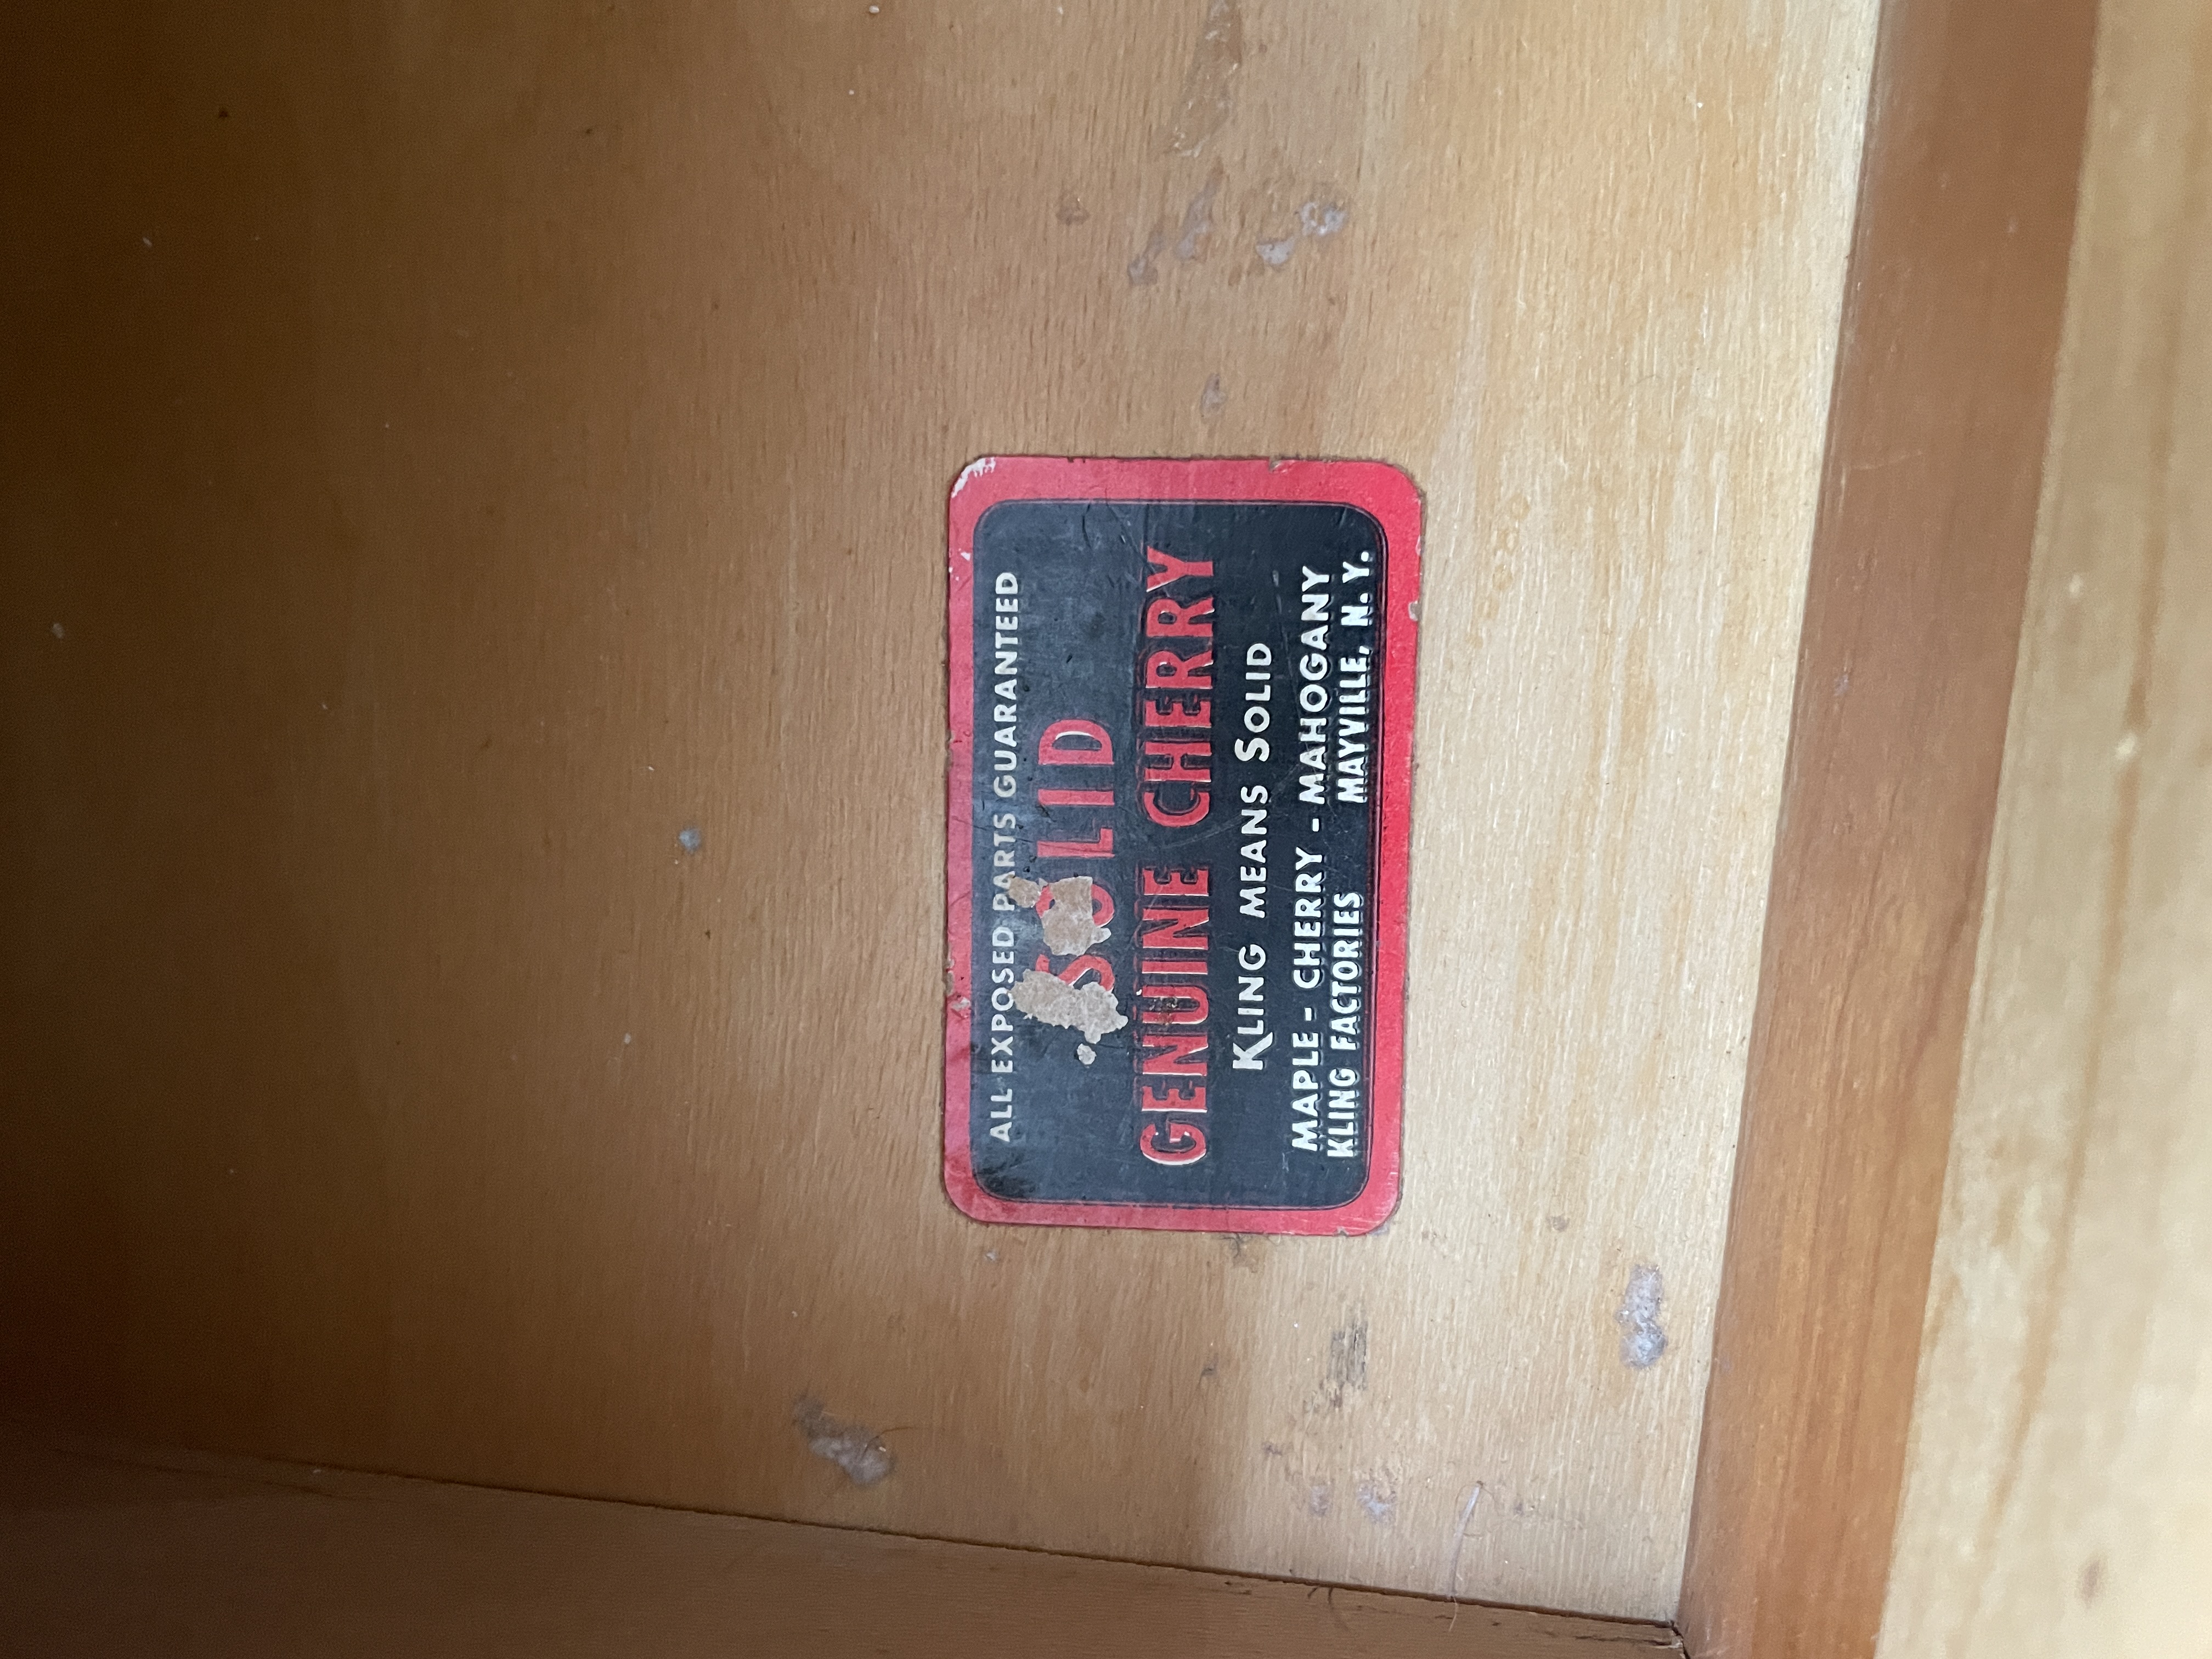 ALL EXPOSED PARTS GUARANTEED
SOLID
GENUINE CHERRY
KLING MEANS SOLID
MAPLE - CHERRY - MAHOGANY
KLING FACTORIES MAYVILLE, N. Y.